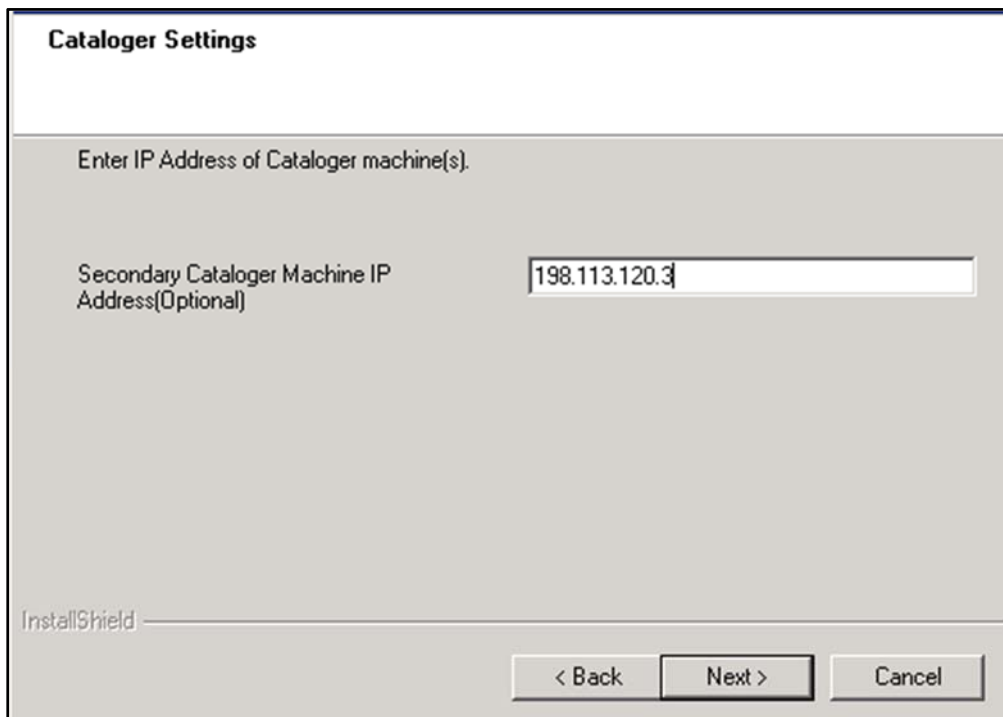 Cataloger Settings
Enter IP Address of Cataloger machine(s).
Secondary Cataloger Machine IP
Address(Optional)
198.113.120.3
InstallShield
< Back
Next >
Cancel